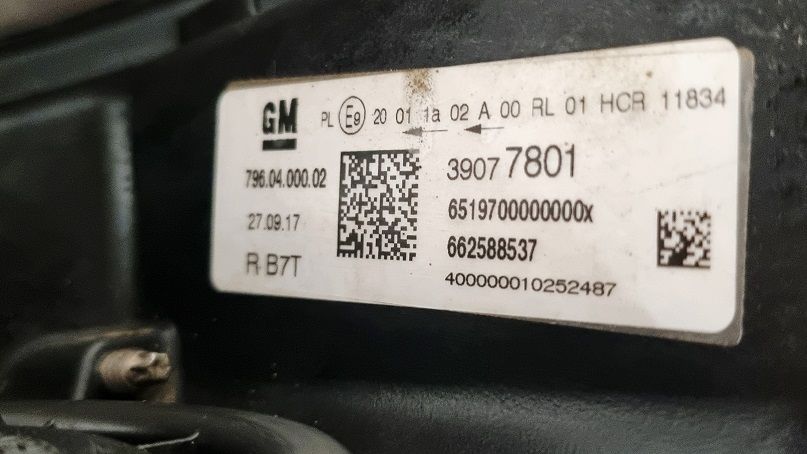 GM
PL E9 20 01 1a 02 A 00 RL 01 HCR 11834
796.04.000.02
27.09.17
R B7T
39077801
6519700000000x
662588537
400000010252487